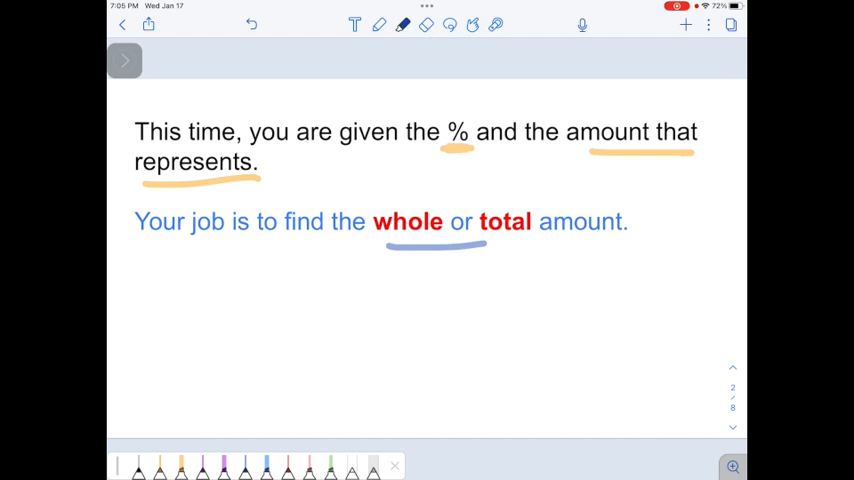 7:05 PM Wed Jan 17
72%
T
This time, you are given the % and the amount that
represents.
Your job is to find the whole or total amount.
2
/
8